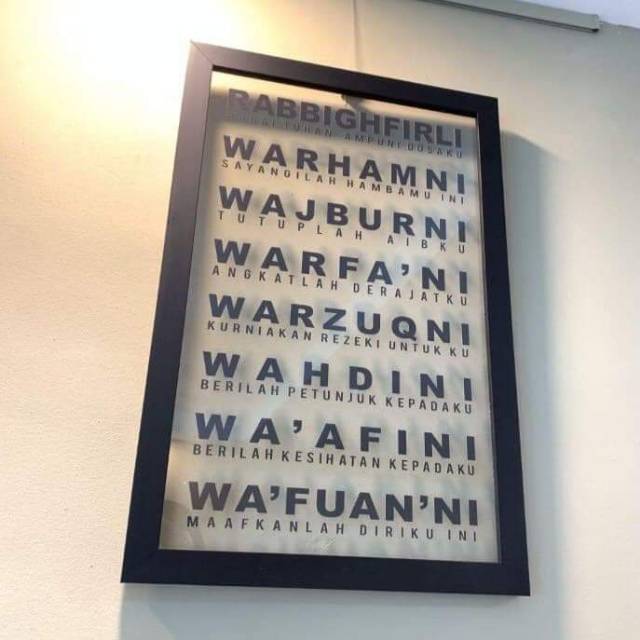 RABBIGHFIRLI
TUHAN AMPUNI DOSAKU
WARHAMNI
SAYANGILAH HAMBAMU INI
WAJBURNI
TUTUPLAH AIBKU
WARFA'NI
ANGKATLAH DERAJATKU
WARZUQNI
KURNIAKAN REZEKI UNTUK KU
WAHDINI
BERILAH PETUNJUK KEPADAKU
WA'AFINI
BERILAH KESIHATAN KEPADAKU
WA'FUAN'NI
MAAFKANLAH DIRIKU INI